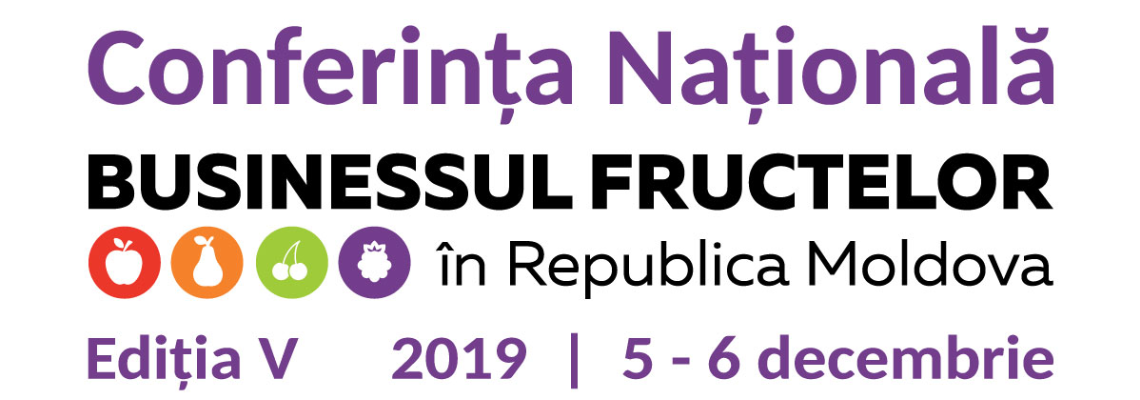 Conferința Națională
BUSINESSUL FRUCTELOR
în Republica Moldova
Ediția V 2019 | 5 - 6 decembrie